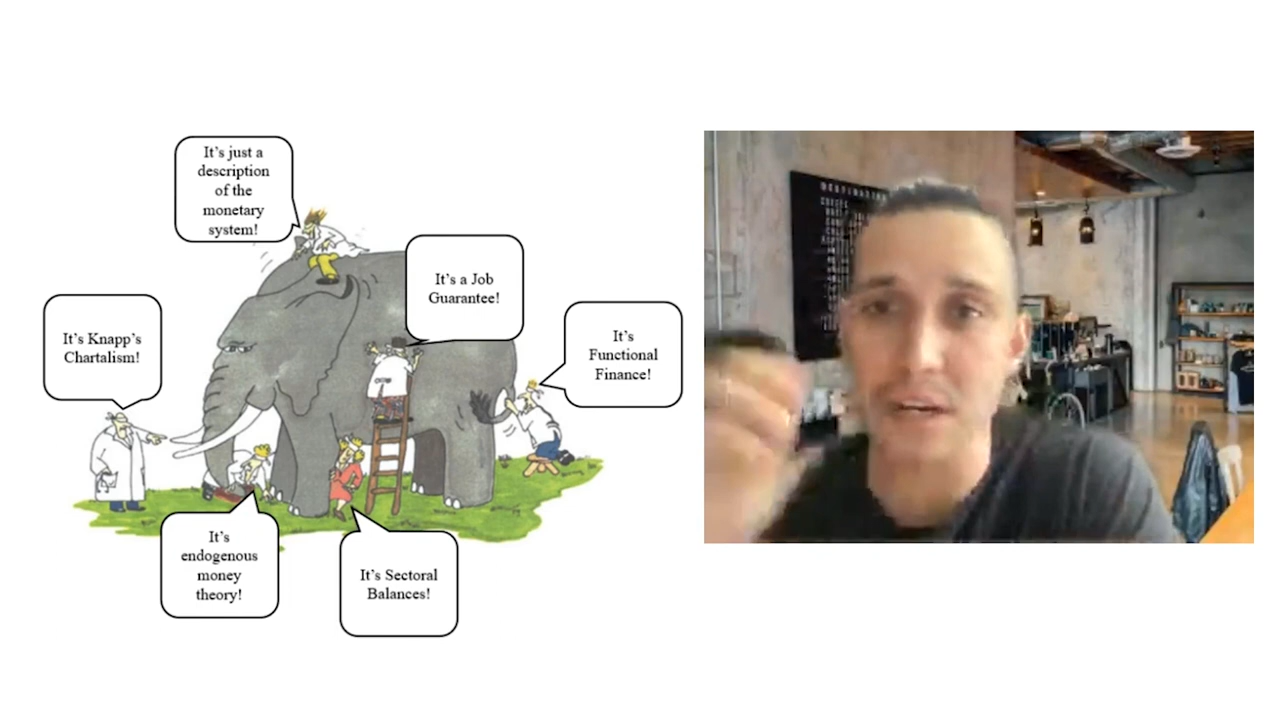 It's just a
description
of the
monetary
system!
It's a Job
Guarantee!
It's Knapp's
Chartalism!
It's
Functional
Finance!
It's
endogenous
money
theory!
It's Sectoral
Balances!